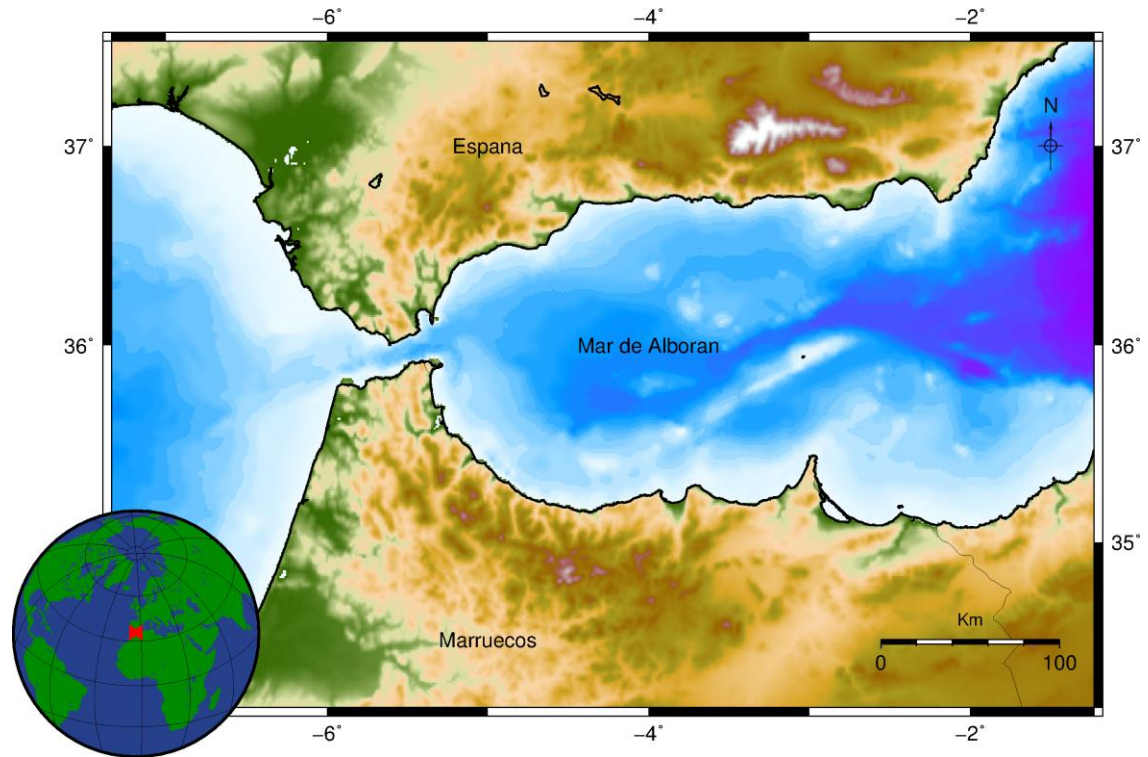 −6˚ −4˚ −2˚
N
37˚ Espana 37˚
36˚ Mar de Alboran 36˚
35˚ 35˚
Marruecos
Km
0 100
−6˚ −4˚ −2˚